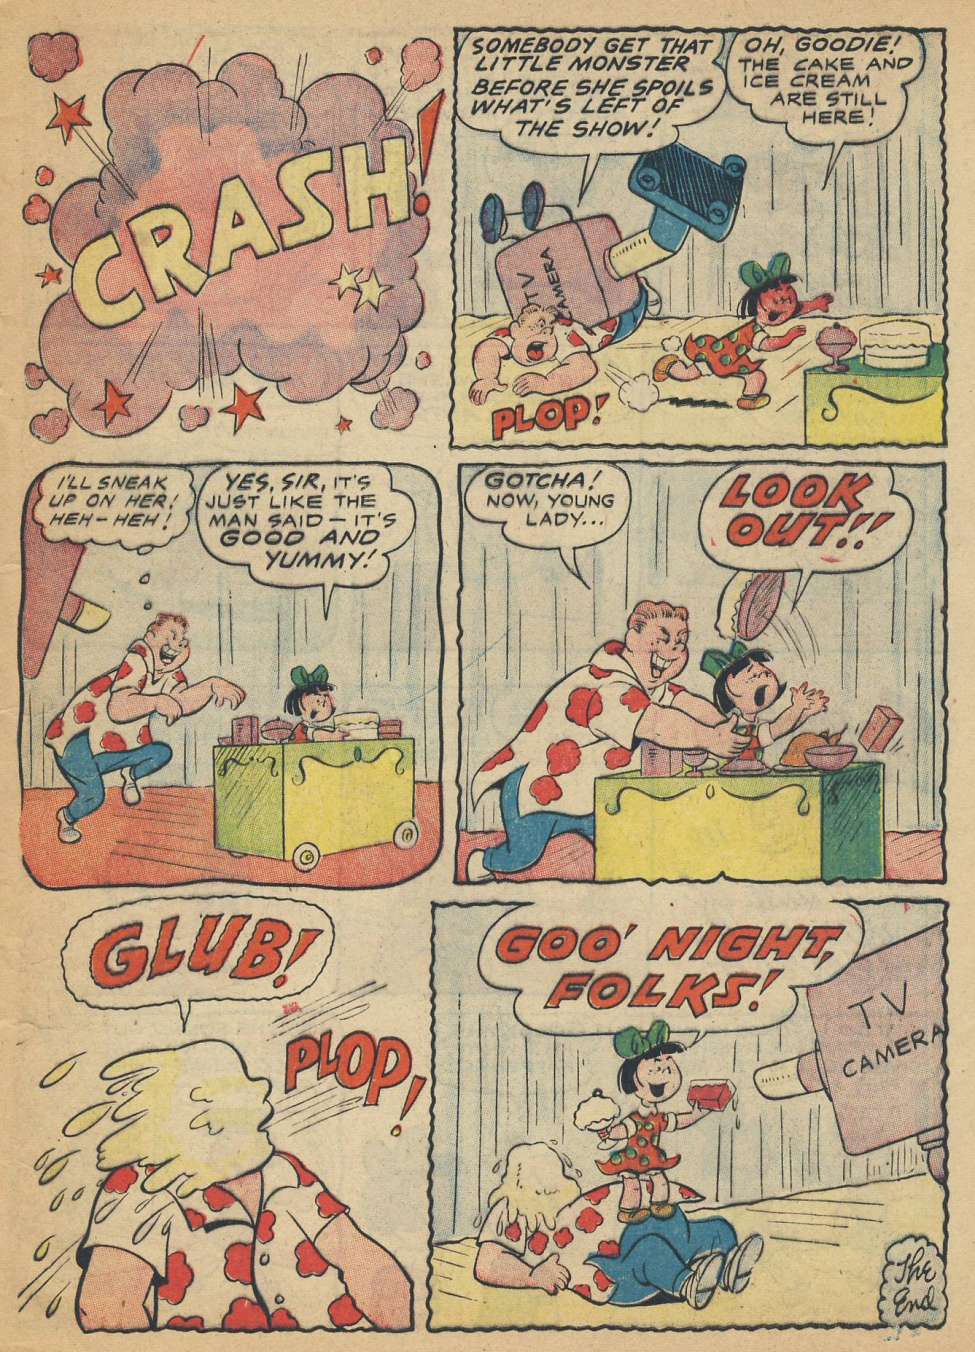 CRASH!
SOMEBODY GET THAT
LITTLE MONSTER
BEFORE SHE SPOILS
WHAT'S LEFT OF
THE SHOW!
OH, GOODIE!
THE CAKE AND
ICE CREAM
ARE STILL
HERE!
TV
CAMERA
PLOP!
I'LL SNEAK
UP ON HER!
HEH-HEH!
YES, SIR, IT'S
JUST LIKE THE
MAN SAID - IT'S
GOOD AND
YUMMY!
GOTCHA!
NOW, YOUNG
LADY...
LOOK
OUT!!
GLUB!
PLOP!
GOO' NIGHT,
FOLKS!
TV
CAMERA
The
End